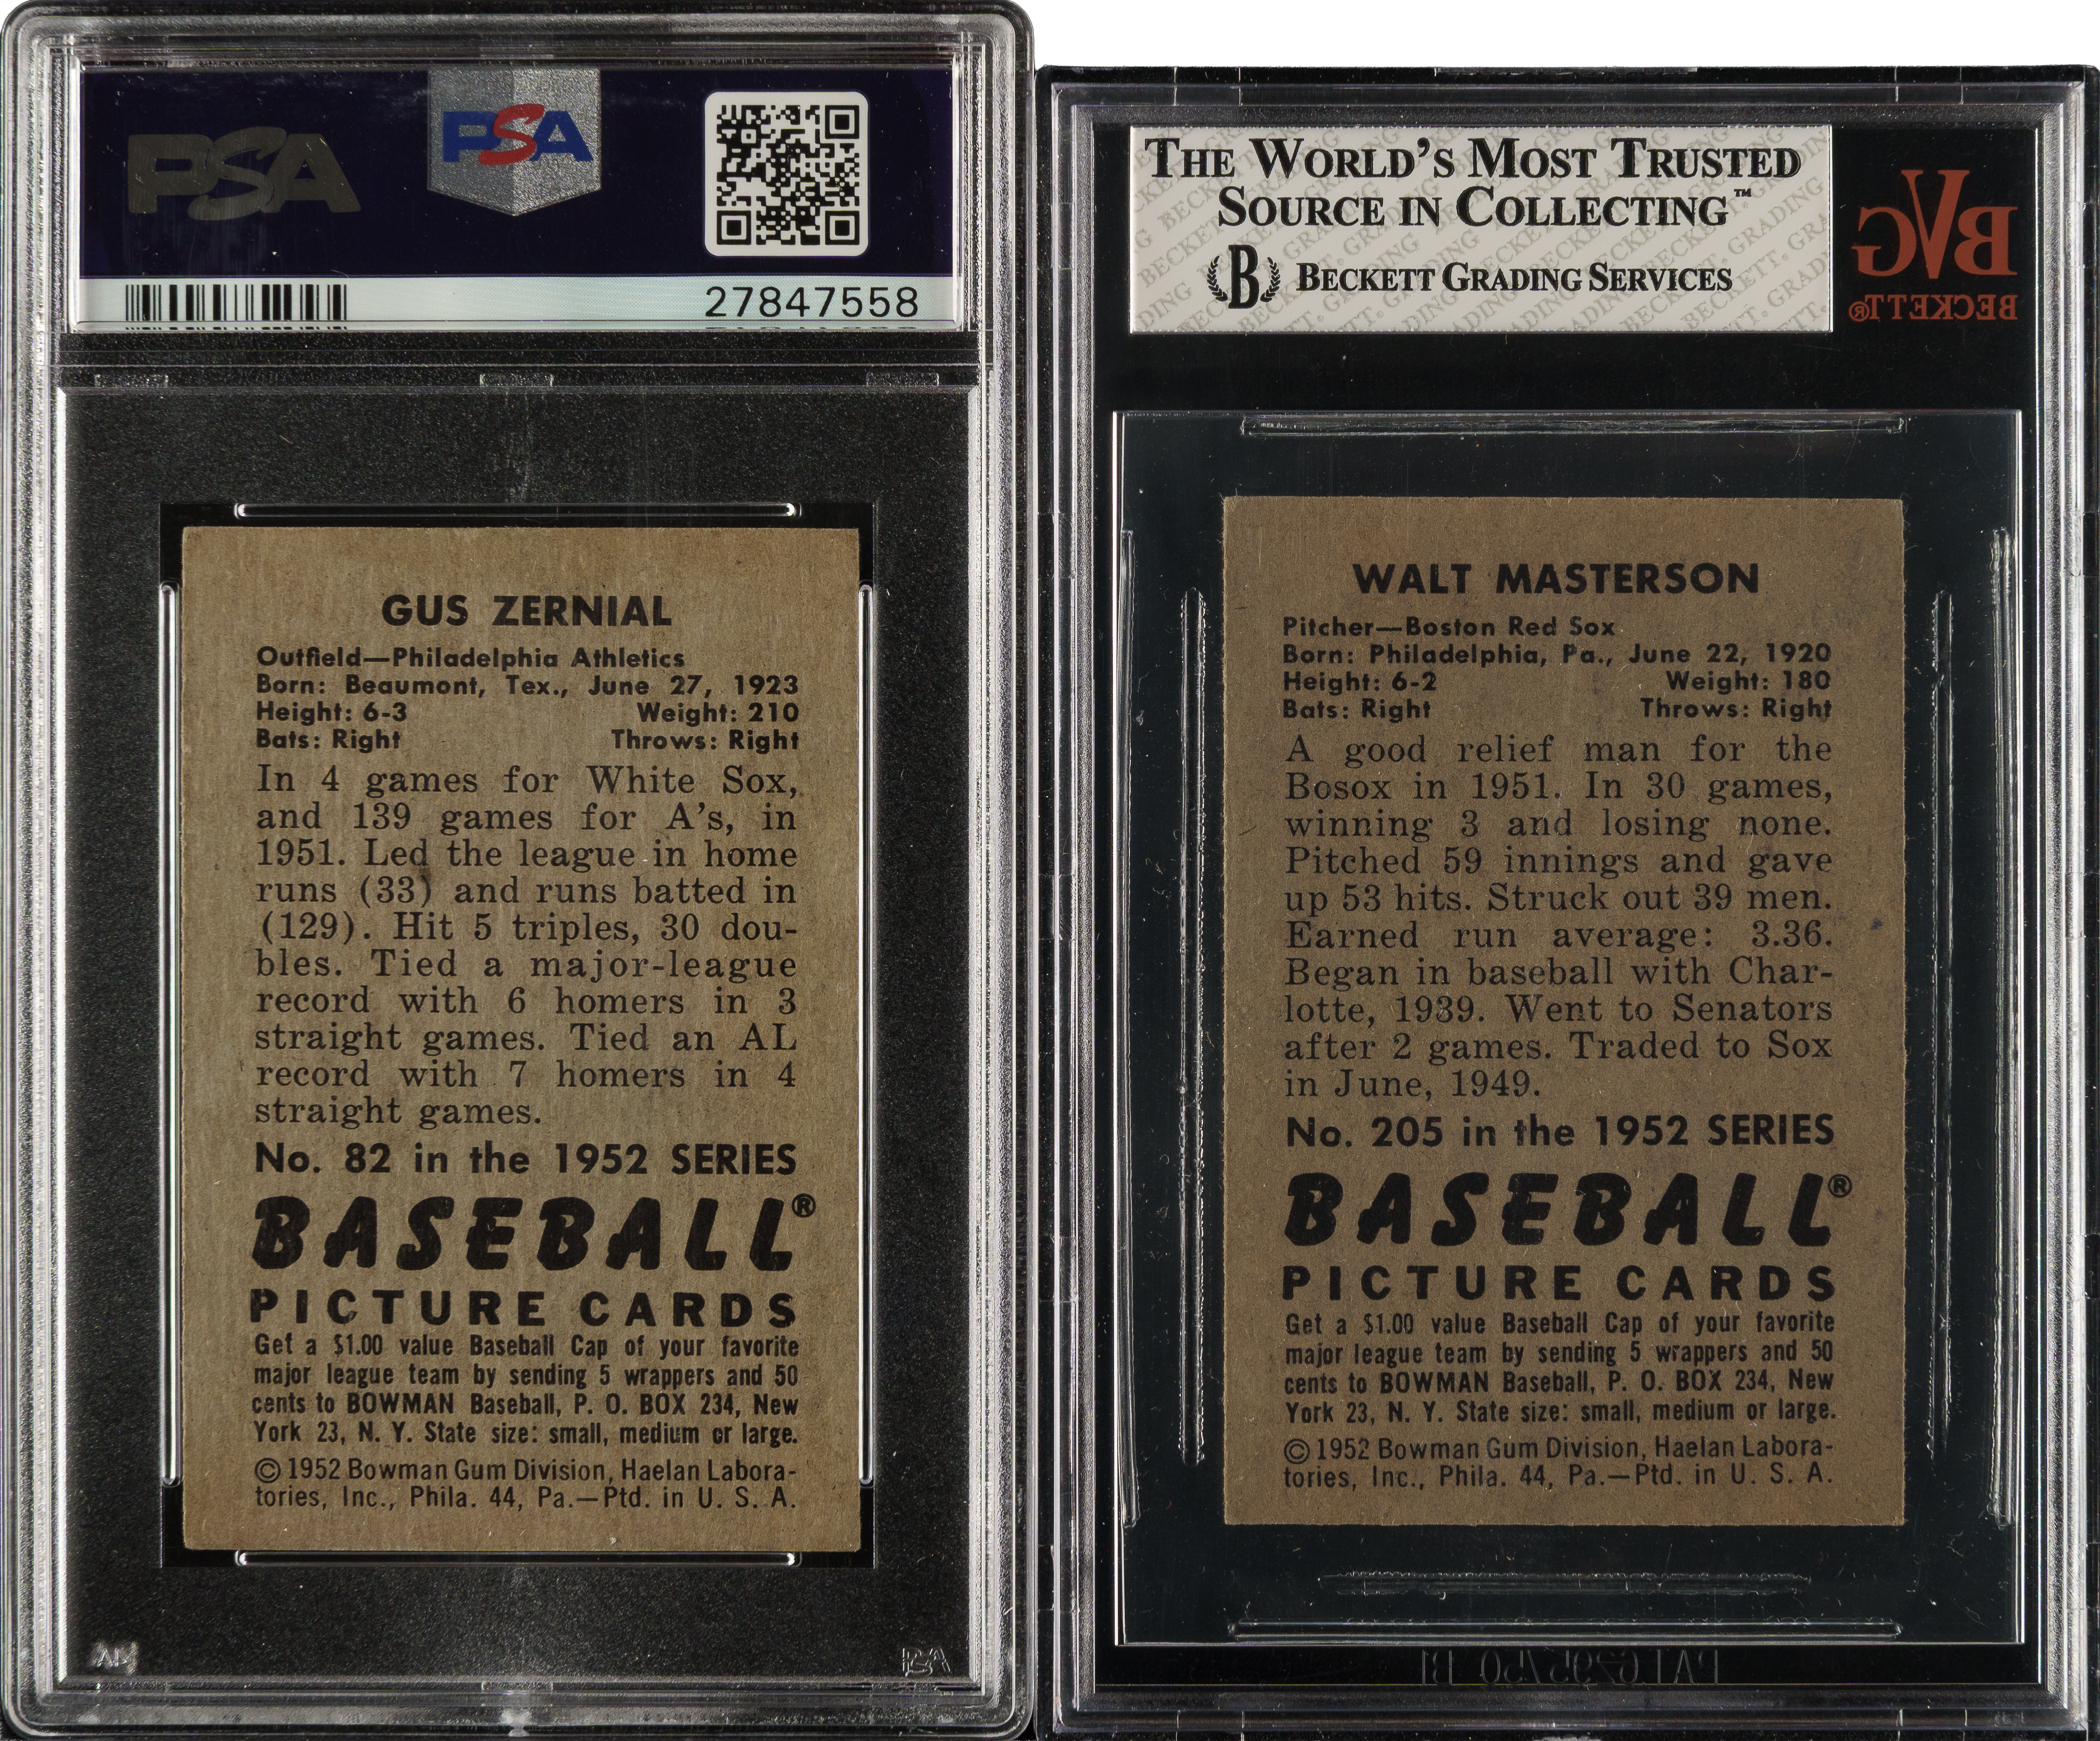 PSA
PSA
27847558
GUS ZERNIAL
Outfield—Philadelphia Athletics
Born: Beaumont, Tex., June 27, 1923
Height: 6-3 Weight: 210
Bats: Right Throws: Right
In 4 games for White Sox,
and 139 games for A's, in
1951. Led the league in home
runs (33) and runs batted in
(129). Hit 5 triples, 30 dou-
bles. Tied a major-league
record with 6 homers in 3
straight games. Tied an AL
record with 7 homers in 4
straight games.
No. 82 in the 1952 SERIES
BASEBALL®
PICTURE CARDS
Get a $1.00 value Baseball Cap of your favorite
major league team by sending 5 wrappers and 50
cents to BOWMAN Baseball, P. O. BOX 234, New
York 23, N. Y. State size: small, medium or large.
© 1952 Bowman Gum Division, Haelan Labora-
tories, Inc., Phila. 44, Pa.—Ptd. in U. S. A.
PSA
THE WORLD'S MOST TRUSTED
SOURCE IN COLLECTING™
B BECKETT GRADING SERVICES
BVG
BECKETT®
WALT MASTERSON
Pitcher—Boston Red Sox
Born: Philadelphia, Pa., June 22, 1920
Height: 6-2 Weight: 180
Bats: Right Throws: Right
A good relief man for the
Bosox in 1951. In 30 games,
winning 3 and losing none.
Pitched 59 innings and gave
up 53 hits. Struck out 39 men.
Earned run average: 3.36.
Began in baseball with Char-
lotte, 1939. Went to Senators
after 2 games. Traded to Sox
in June, 1949.
No. 205 in the 1952 SERIES
BASEBALL®
PICTURE CARDS
Get a $1.00 value Baseball Cap of your favorite
major league team by sending 5 wrappers and 50
cents to BOWMAN Baseball, P. O. BOX 234, New
York 23, N. Y. State size: small, medium or large.
© 1952 Bowman Gum Division, Haelan Labora-
tories, Inc., Phila. 44, Pa.—Ptd. in U. S. A.